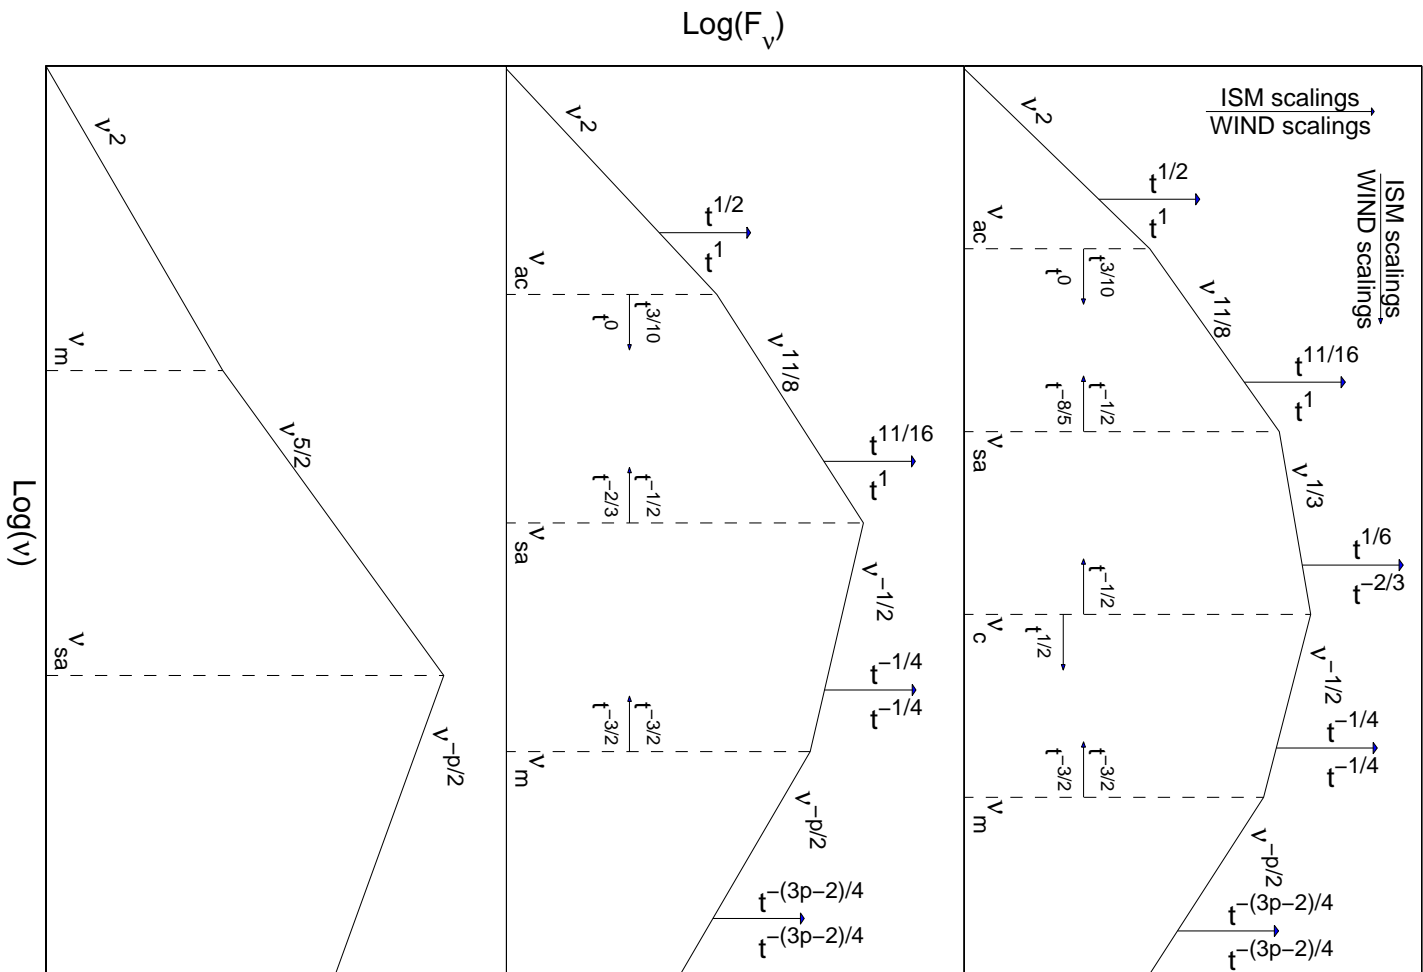 Log(Fν)
ISM scalings
WIND scalings
ISM scalings
WIND scalings
ν^2
t^{1/2}
t^1
ν_ac
t^{3/10}
t^0
ν^{11/8}
t^{11/16}
t^1
t^{-1/2}
t^{-8/5}
ν_sa
ν^{1/3}
t^{1/6}
t^{-2/3}
t^{-1/2}
ν_c
t^{1/2}
ν^{-1/2}
t^{-1/4}
t^{-1/4}
t^{-3/2}
t^{-3/2}
ν_m
ν^{-p/2}
t^{-(3p-2)/4}
t^{-(3p-2)/4}
ν^2
t^{1/2}
t^1
ν_ac
t^{3/10}
t^0
ν^{11/8}
t^{11/16}
t^1
t^{-1/2}
t^{-2/3}
ν_sa
ν^{-1/2}
t^{-1/4}
t^{-1/4}
t^{-3/2}
t^{-3/2}
ν_m
ν^{-p/2}
t^{-(3p-2)/4}
t^{-(3p-2)/4}
ν^2
ν_m
ν^{5/2}
ν_sa
ν^{-p/2}
Log(ν)